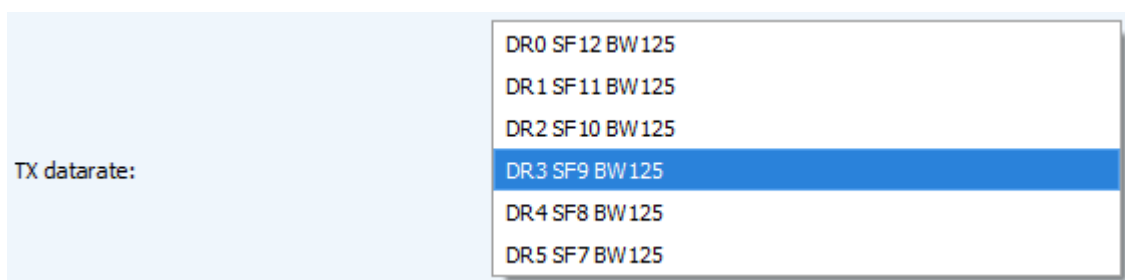 DR0 SF12 BW125
DR1 SF11 BW125
DR2 SF10 BW125
TX datarate:
DR3 SF9 BW125
DR4 SF8 BW125
DR5 SF7 BW125